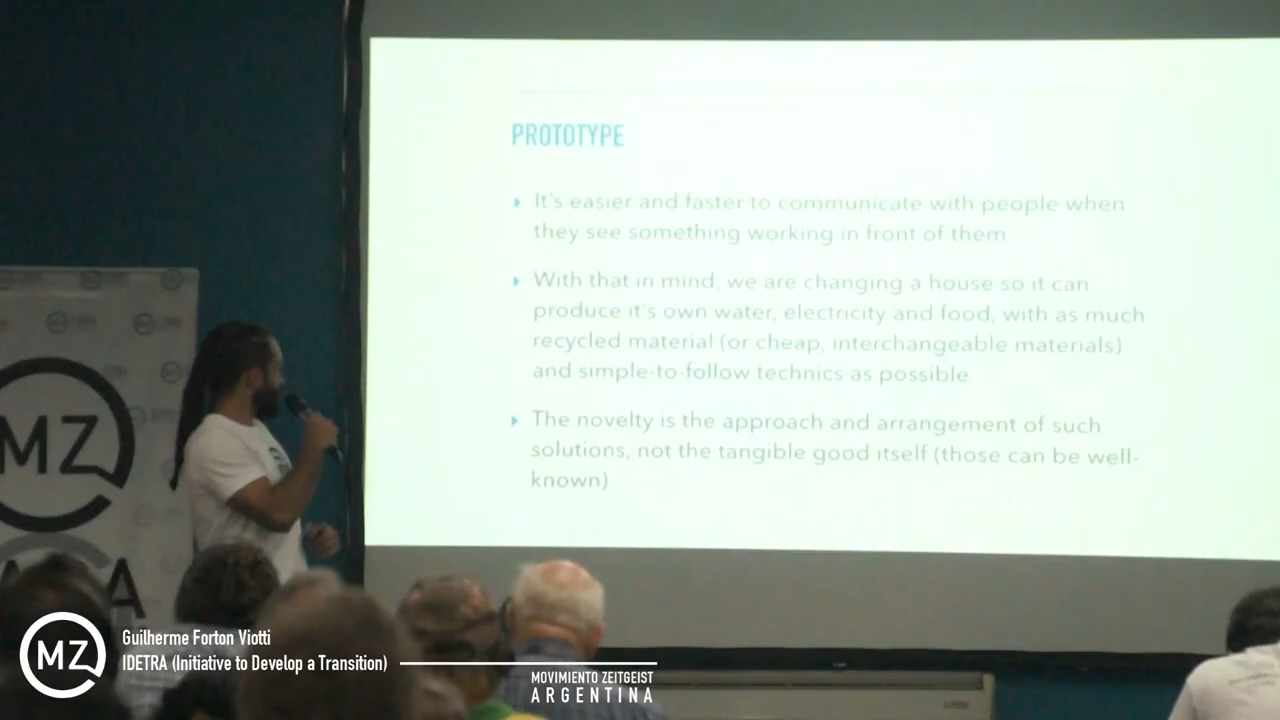 PROTOTYPE
It's easier and faster to communicate with people when
they see something working in front of them
With that in mind, we are changing a house so it can
produce it's own water, electricity and food, with as much
recycled material (or cheap, interchangeable materials)
and simple-to-follow technics as possible
The novelty is the approach and arrangement of such
solutions, not the tangible good itself (those can be well-
known)
MZ
MZ
Guilherme Forton Viotti
IDETRA (Initiative to Develop a Transition)
MOVIMIENTO ZEITGEIST
ARGENTINA